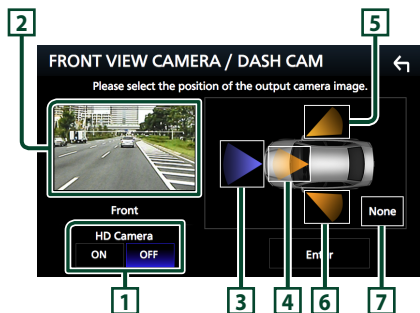 2
5
FRONT VIEW CAMERA / DASH CAM
Please select the position of the output camera image.
Front
None
HD Camera
ON OFF
Enter
1
3
4
6
7